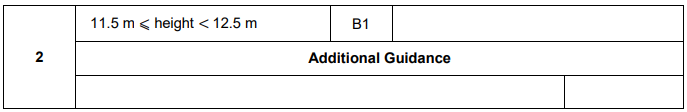 11.5 m ⩽ height < 12.5 m B1
2
Additional Guidance